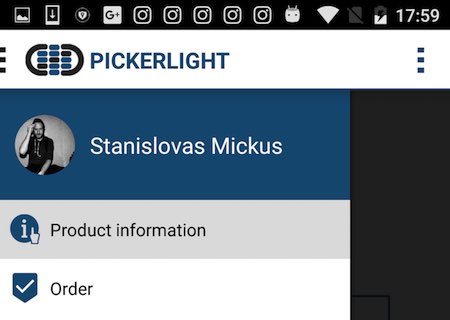 17:59
PICKERLIGHT
Stanislovas Mickus
Product information
Order